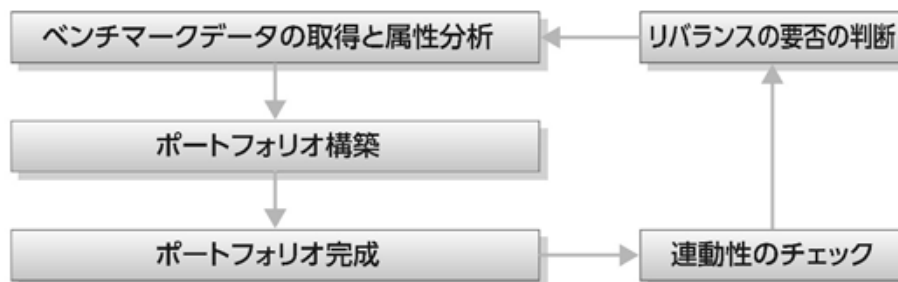 ベンチマークデータの取得と属性分析
リバランスの要否の判断
ポートフォリオ構築
ポートフォリオ完成
連動性のチェック